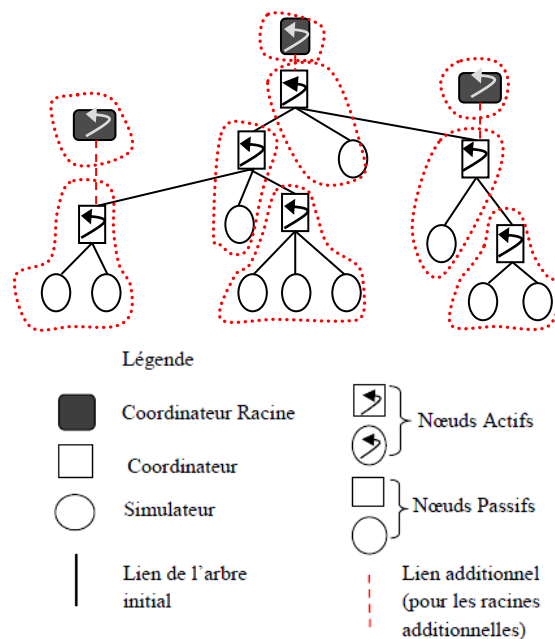 Légende
Coordinateur Racine
Coordinateur
Simulateur
Lien de l'arbre
initial
Nœuds Actifs
Nœuds Passifs
Lien additionnel
(pour les racines
additionnelles)